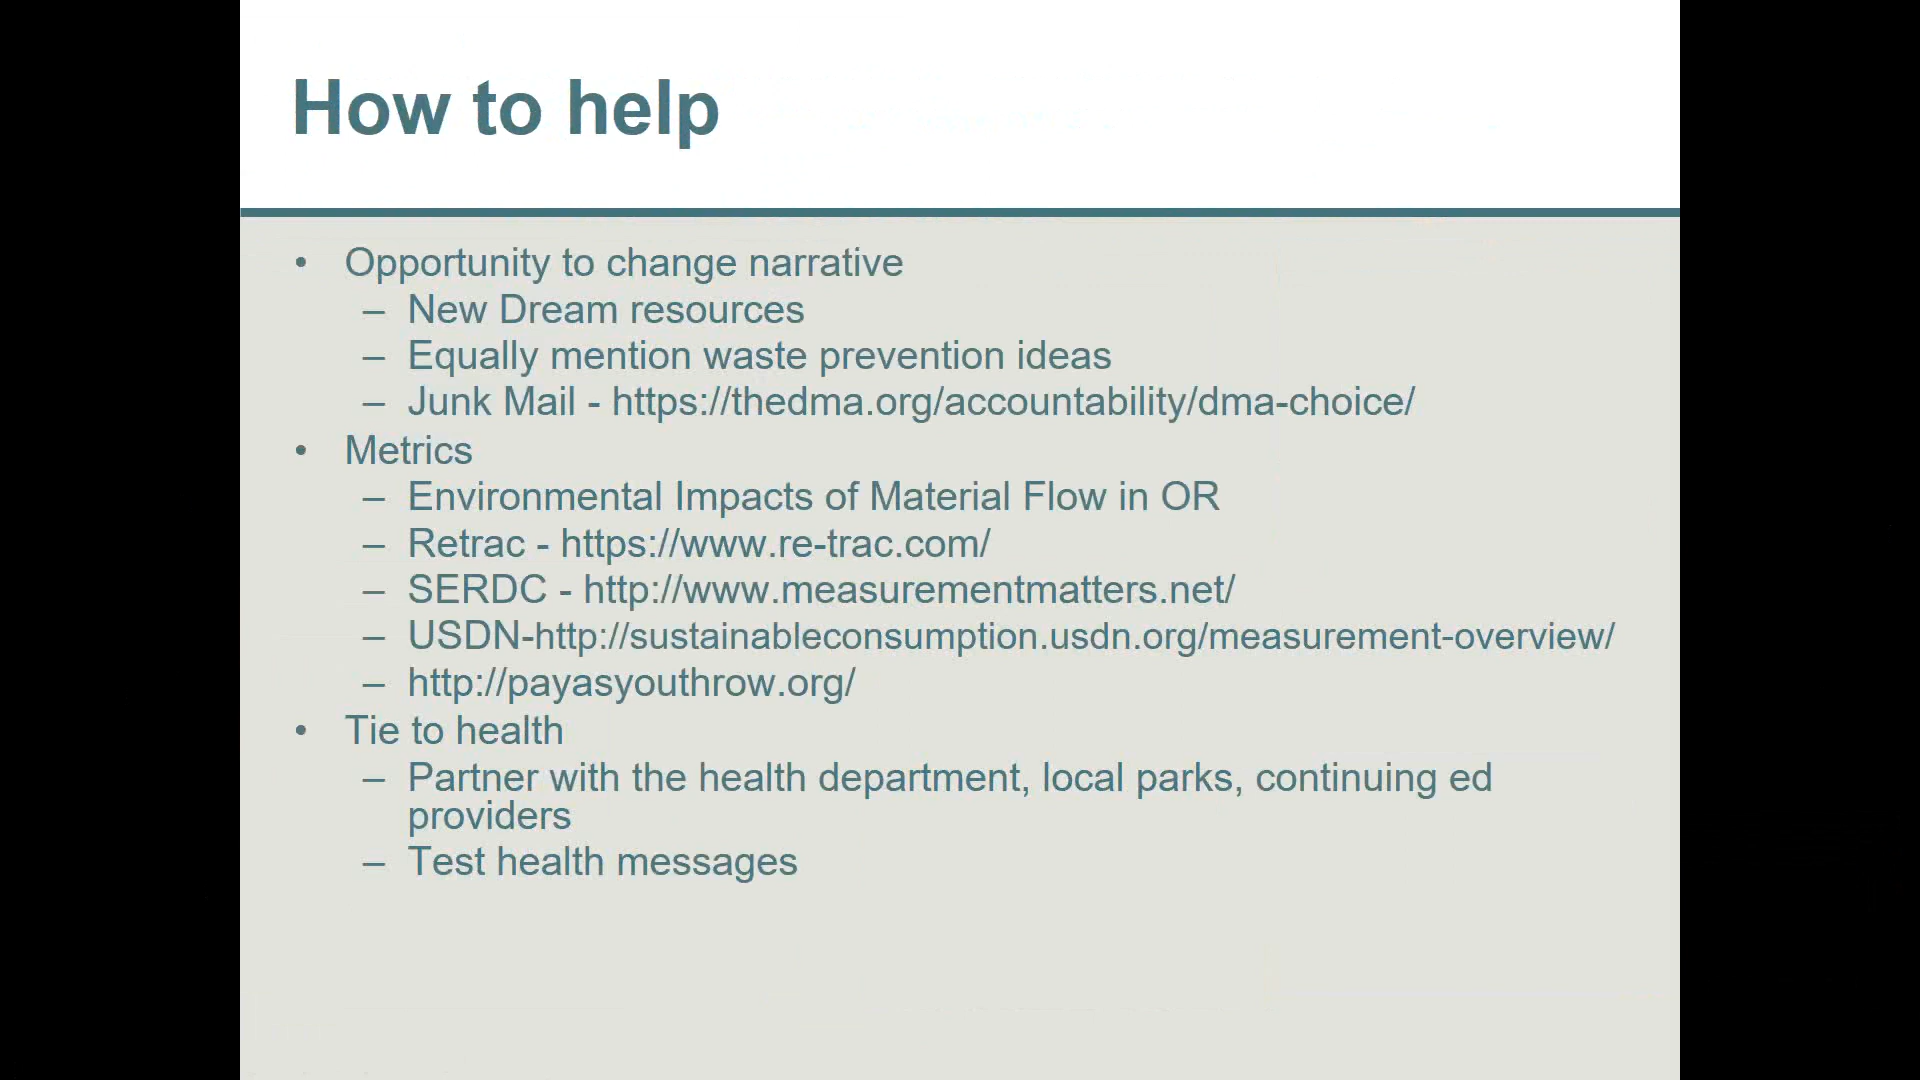 How to help
• Opportunity to change narrative
– New Dream resources
– Equally mention waste prevention ideas
– Junk Mail - https://thedma.org/accountability/dma-choice/
• Metrics
– Environmental Impacts of Material Flow in OR
– Retrac - https://www.re-trac.com/
– SERDC - http://www.measurementmatters.net/
– USDN-http://sustainableconsumption.usdn.org/measurement-overview/
– http://payasyouthrow.org/
• Tie to health
– Partner with the health department, local parks, continuing ed
providers
– Test health messages